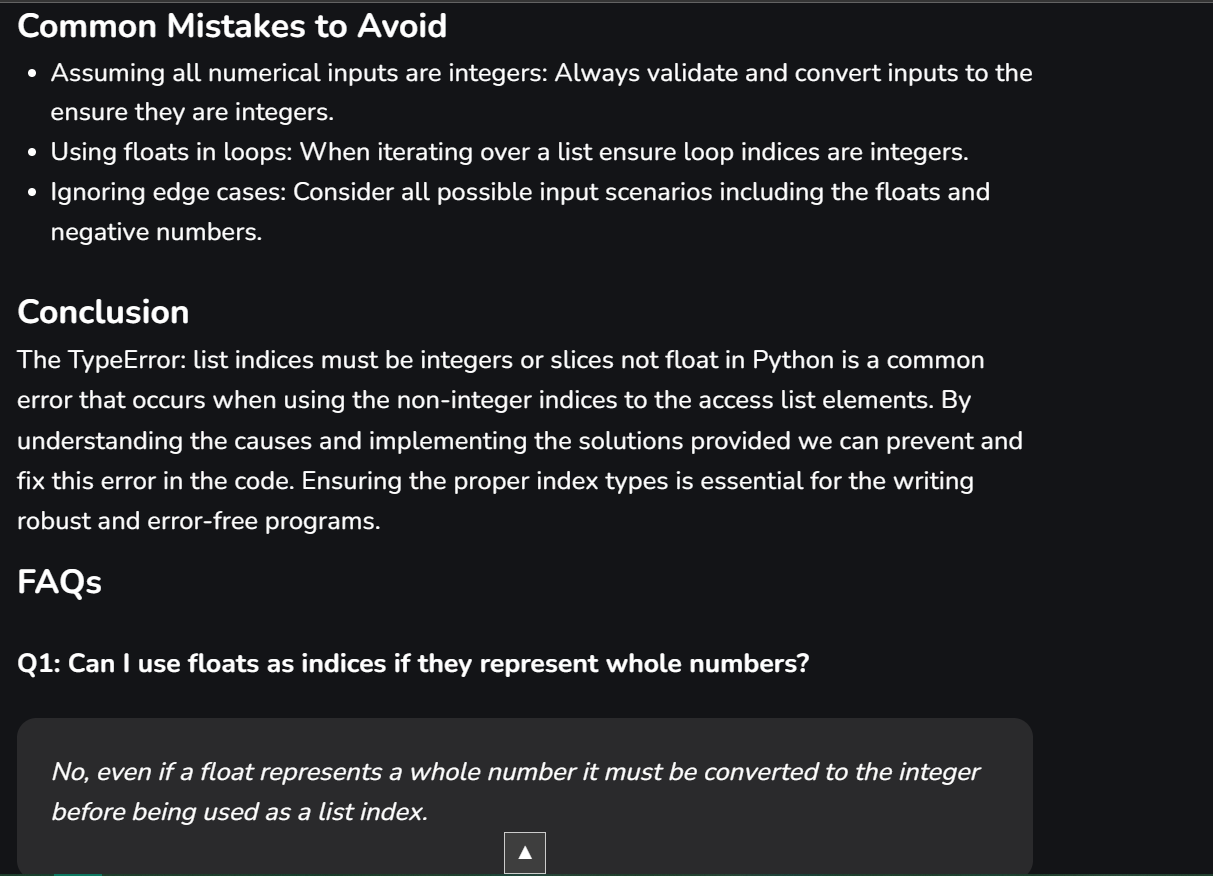 Common Mistakes to Avoid
• Assuming all numerical inputs are integers: Always validate and convert inputs to the
ensure they are integers.
• Using floats in loops: When iterating over a list ensure loop indices are integers.
• Ignoring edge cases: Consider all possible input scenarios including the floats and
negative numbers.
Conclusion
The TypeError: list indices must be integers or slices not float in Python is a common
error that occurs when using the non-integer indices to the access list elements. By
understanding the causes and implementing the solutions provided we can prevent and
fix this error in the code. Ensuring the proper index types is essential for the writing
robust and error-free programs.
FAQs
Q1: Can I use floats as indices if they represent whole numbers?
No, even if a float represents a whole number it must be converted to the integer
before being used as a list index.